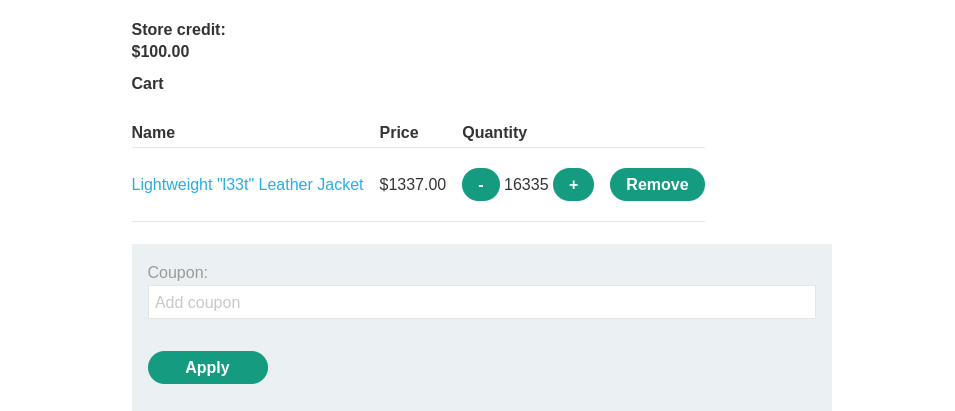 Store credit:
$100.00
Cart
Name Price Quantity
Lightweight "l33t" Leather Jacket $1337.00 - 16335 + Remove
Coupon:
Add coupon
Apply